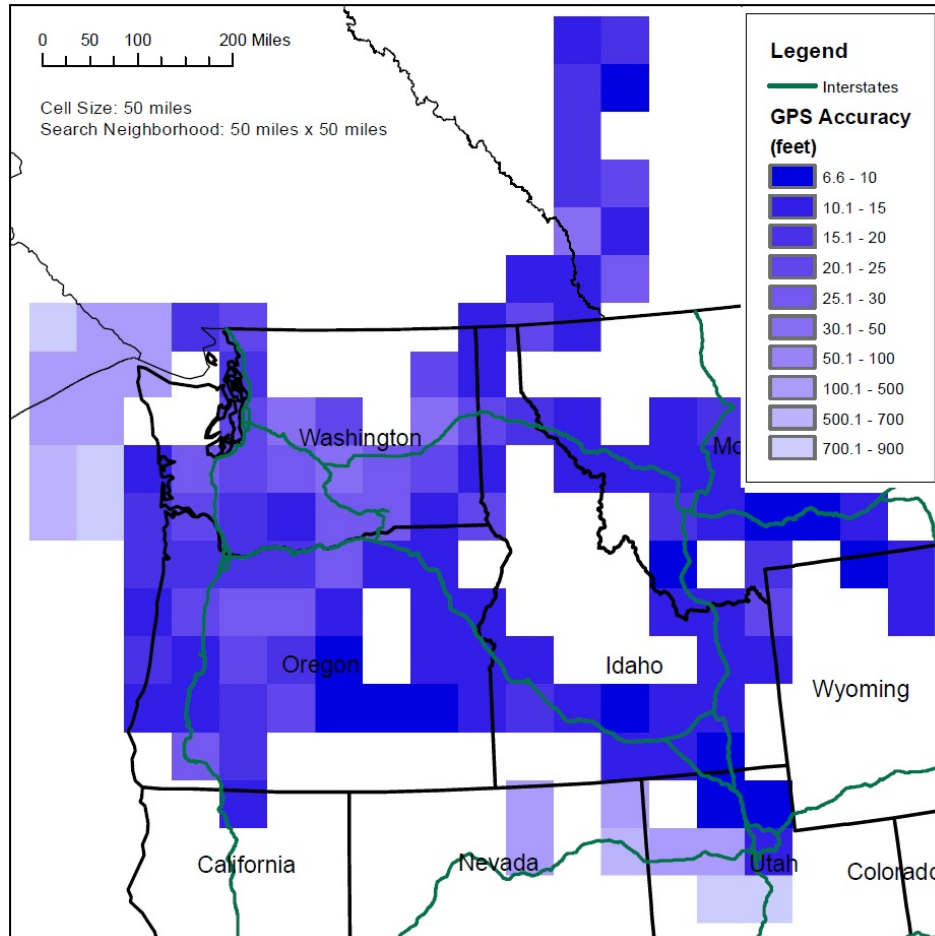 0 50 100 200 Miles
Cell Size: 50 miles
Search Neighborhood: 50 miles x 50 miles
Legend
Interstates
GPS Accuracy
(feet)
6.6 - 10
10.1 - 15
15.1 - 20
20.1 - 25
25.1 - 30
30.1 - 50
50.1 - 100
100.1 - 500
500.1 - 700
700.1 - 900
Washington
Mo
Oregon
Idaho
Wyoming
California
Nevada
Utah
Colorado